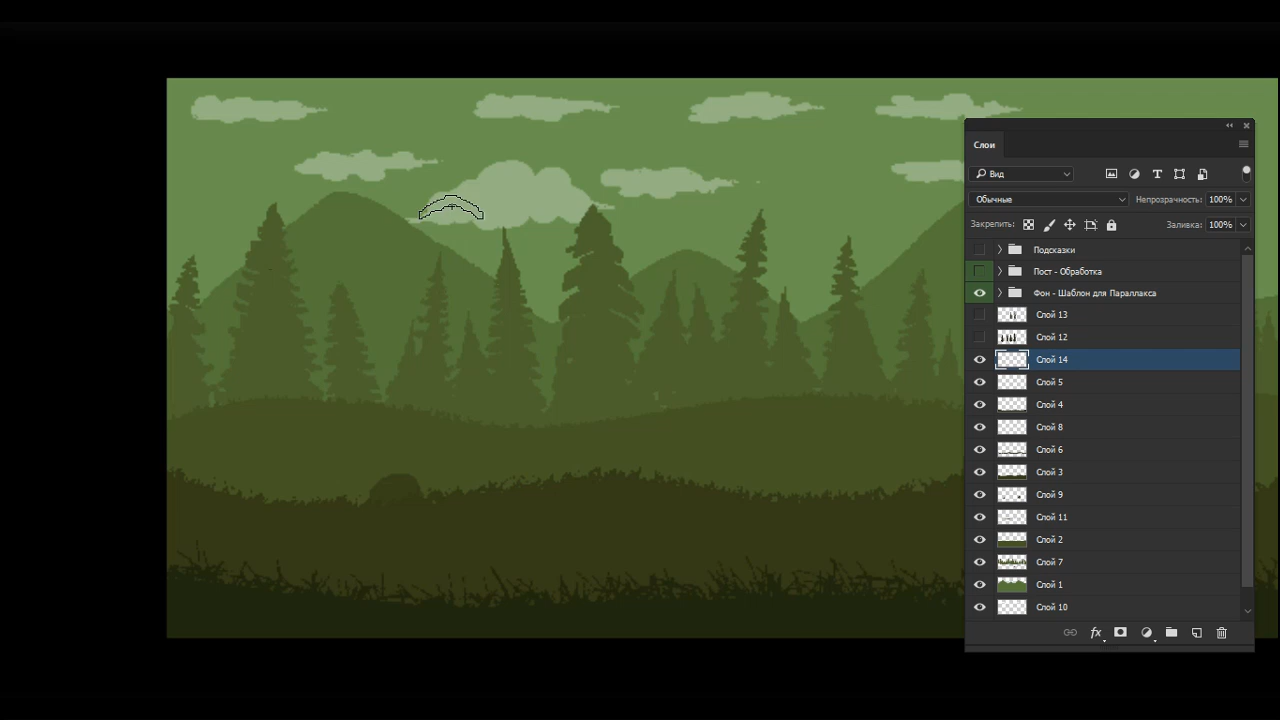 Слои
Вид
Обычные
Непрозрачность: 100%
Закрепить:
Заливка: 100%
Подсказки
Пост - Обработка
Фон - Шаблон для Параллакса
Слой 13
Слой 12
Слой 14
Слой 5
Слой 4
Слой 8
Слой 6
Слой 3
Слой 9
Слой 11
Слой 2
Слой 7
Слой 1
Слой 10
fx